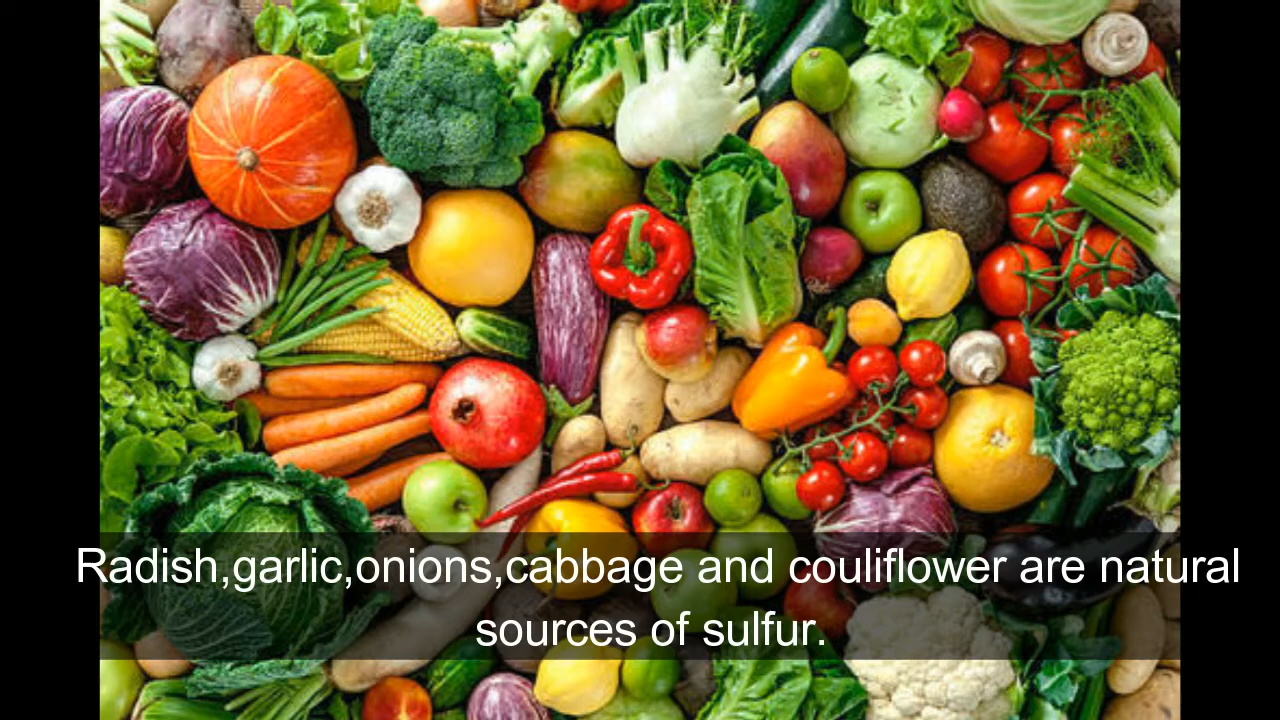 Radish,garlic,onions,cabbage and couliflower are natural
sources of sulfur.